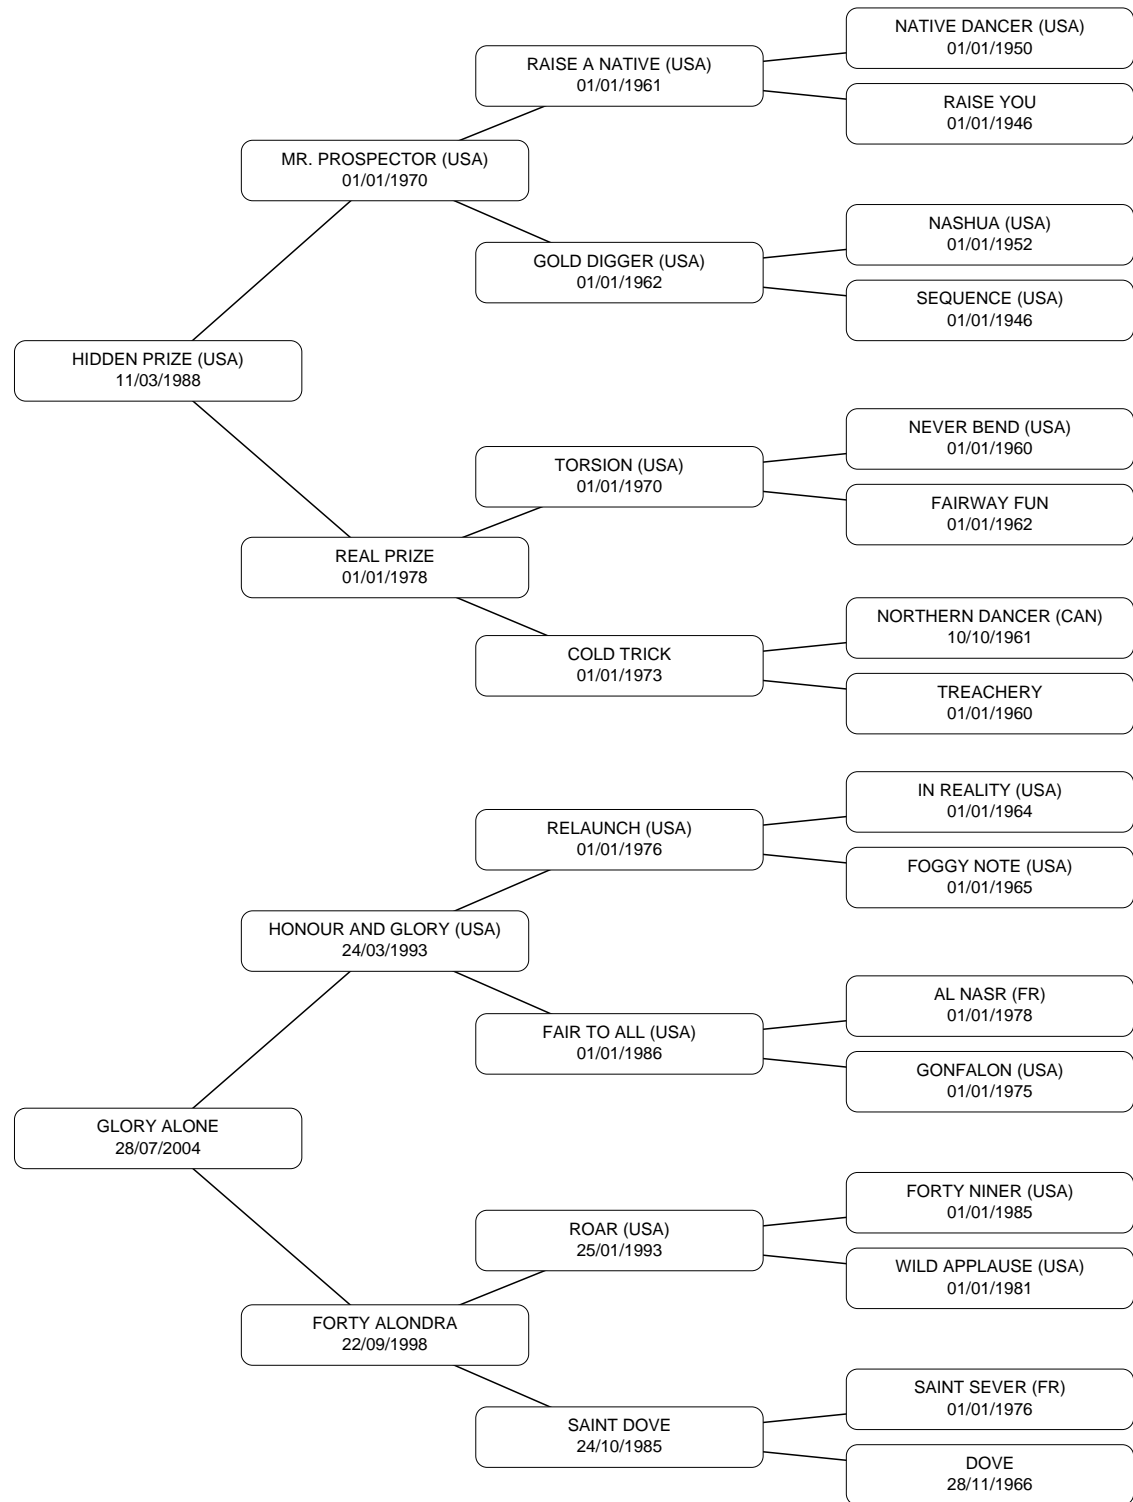 NATIVE DANCER (USA)
01/01/1950
RAISE A NATIVE (USA)
01/01/1961
RAISE YOU
01/01/1946
MR. PROSPECTOR (USA)
01/01/1970
NASHUA (USA)
01/01/1952
GOLD DIGGER (USA)
01/01/1962
SEQUENCE (USA)
01/01/1946
HIDDEN PRIZE (USA)
11/03/1988
NEVER BEND (USA)
01/01/1960
TORSION (USA)
01/01/1970
FAIRWAY FUN
01/01/1962
REAL PRIZE
01/01/1978
NORTHERN DANCER (CAN)
10/10/1961
COLD TRICK
01/01/1973
TREACHERY
01/01/1960
IN REALITY (USA)
01/01/1964
RELAUNCH (USA)
01/01/1976
FOGGY NOTE (USA)
01/01/1965
HONOUR AND GLORY (USA)
24/03/1993
AL NASR (FR)
01/01/1978
FAIR TO ALL (USA)
01/01/1986
GONFALON (USA)
01/01/1975
GLORY ALONE
28/07/2004
FORTY NINER (USA)
01/01/1985
ROAR (USA)
25/01/1993
WILD APPLAUSE (USA)
01/01/1981
FORTY ALONDRA
22/09/1998
SAINT SEVER (FR)
01/01/1976
SAINT DOVE
24/10/1985
DOVE
28/11/1966